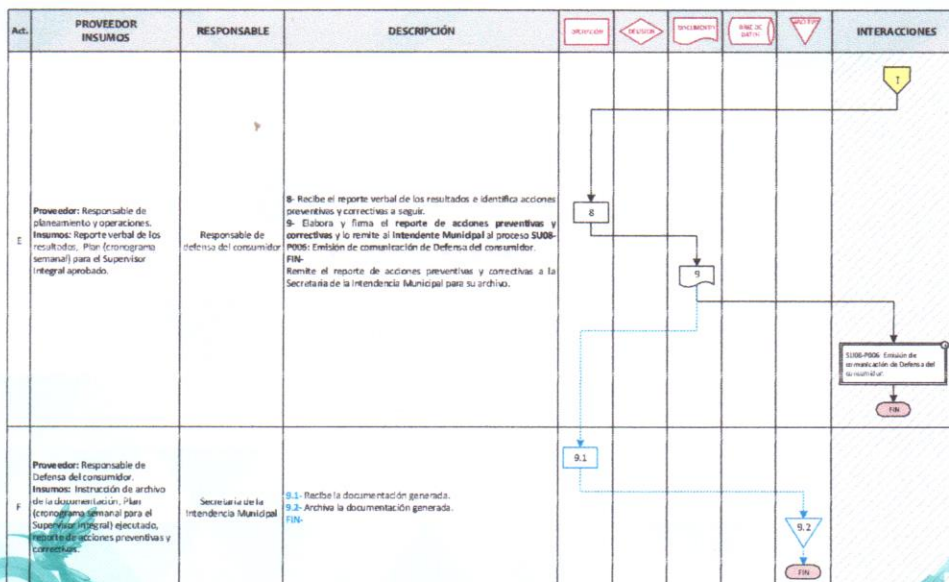 Act.
PROVEEDOR
INSUMOS
RESPONSABLE
DESCRIPCIÓN
DECISION
DOCUMENTO
BASE DE
DATOS
INTERACCIONES
E
Proveedor: Responsable de
planeamiento y operaciones.
Insumos: Reporte verbal de los
resultados, Plan (cronograma
semanal) para el Supervisor
Integral aprobado.
Responsable de
defensa del consumidor
8- Recibe el reporte verbal de los resultados e identifica acciones
preventivas y correctivas a seguir.
9- Elabora y firma el reporte de acciones preventivas y
correctivas y lo remite al Intendente Municipal al proceso SU08-
P006: Emisión de comunicación de Defensa del consumidor.
FIN-
Remite el reporte de acciones preventivas y correctivas a la
Secretaria de la Intendencia Municipal para su archivo.
8
9
SU08-P006 Emisión de
comunicación de Defensa del
consumidor.
FIN
F
Proveedor: Responsable de
Defensa del consumidor.
Insumos: Instrucción de archivo
de la documentación, Plan
(cronograma semanal para el
Supervisor Integral) ejecutado,
reporte de acciones preventivas y
correctivas.
Secretaria de la
Intendencia Municipal
9.1- Recibe la documentación generada.
9.2- Archiva la documentación generada.
FIN-
9.1
9.2
FIN